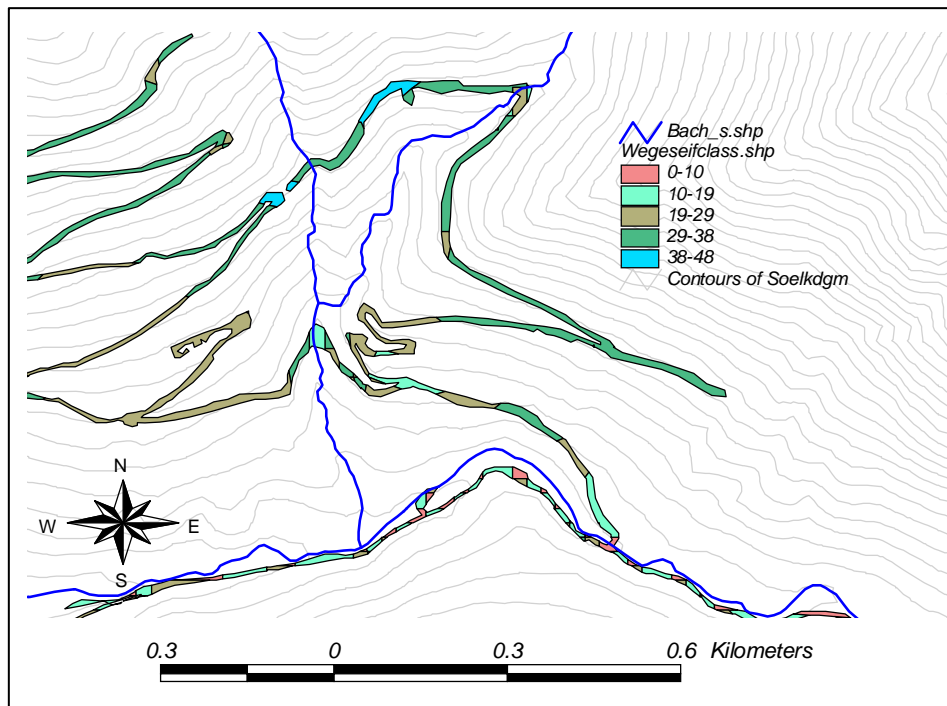 Bach_s.shp
Wegeseifclass.shp
0-10
10-19
19-29
29-38
38-48
Contours of Soelkdgm
N
W E
S
0.3 0 0.3 0.6 Kilometers